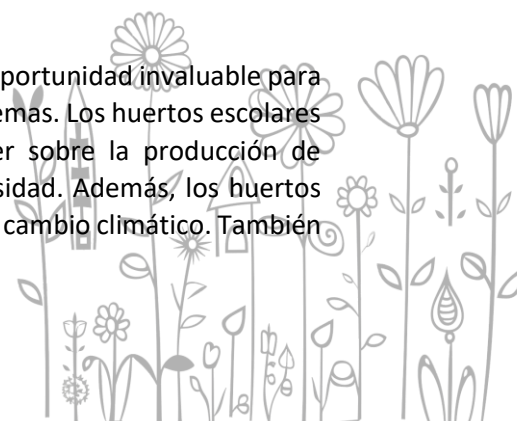 portunidad invaluable para
emas. Los huertos escolares
er sobre la producción de
sidad. Además, los huertos
cambio climático. También